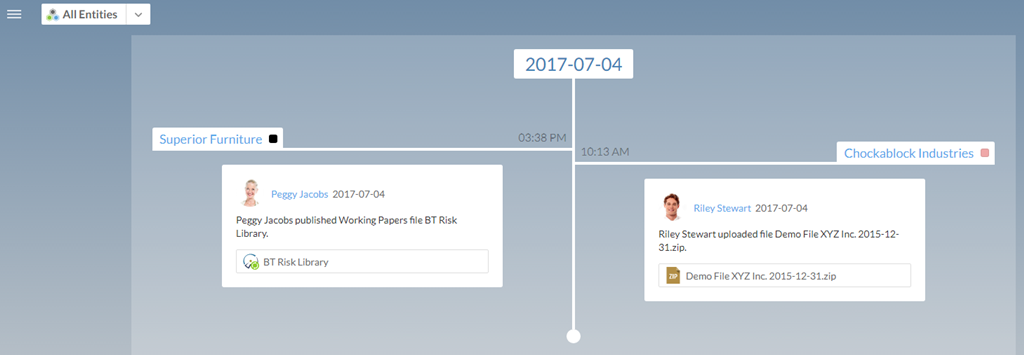 All Entities
2017-07-04
03:38 PM
Superior Furniture
10:13 AM
Chockablock Industries
Peggy Jacobs 2017-07-04
Peggy Jacobs published Working Papers file BT Risk
Library.
BT Risk Library
Riley Stewart 2017-07-04
Riley Stewart uploaded file Demo File XYZ Inc. 2015-12-
31.zip.
ZIP Demo File XYZ Inc. 2015-12-31.zip